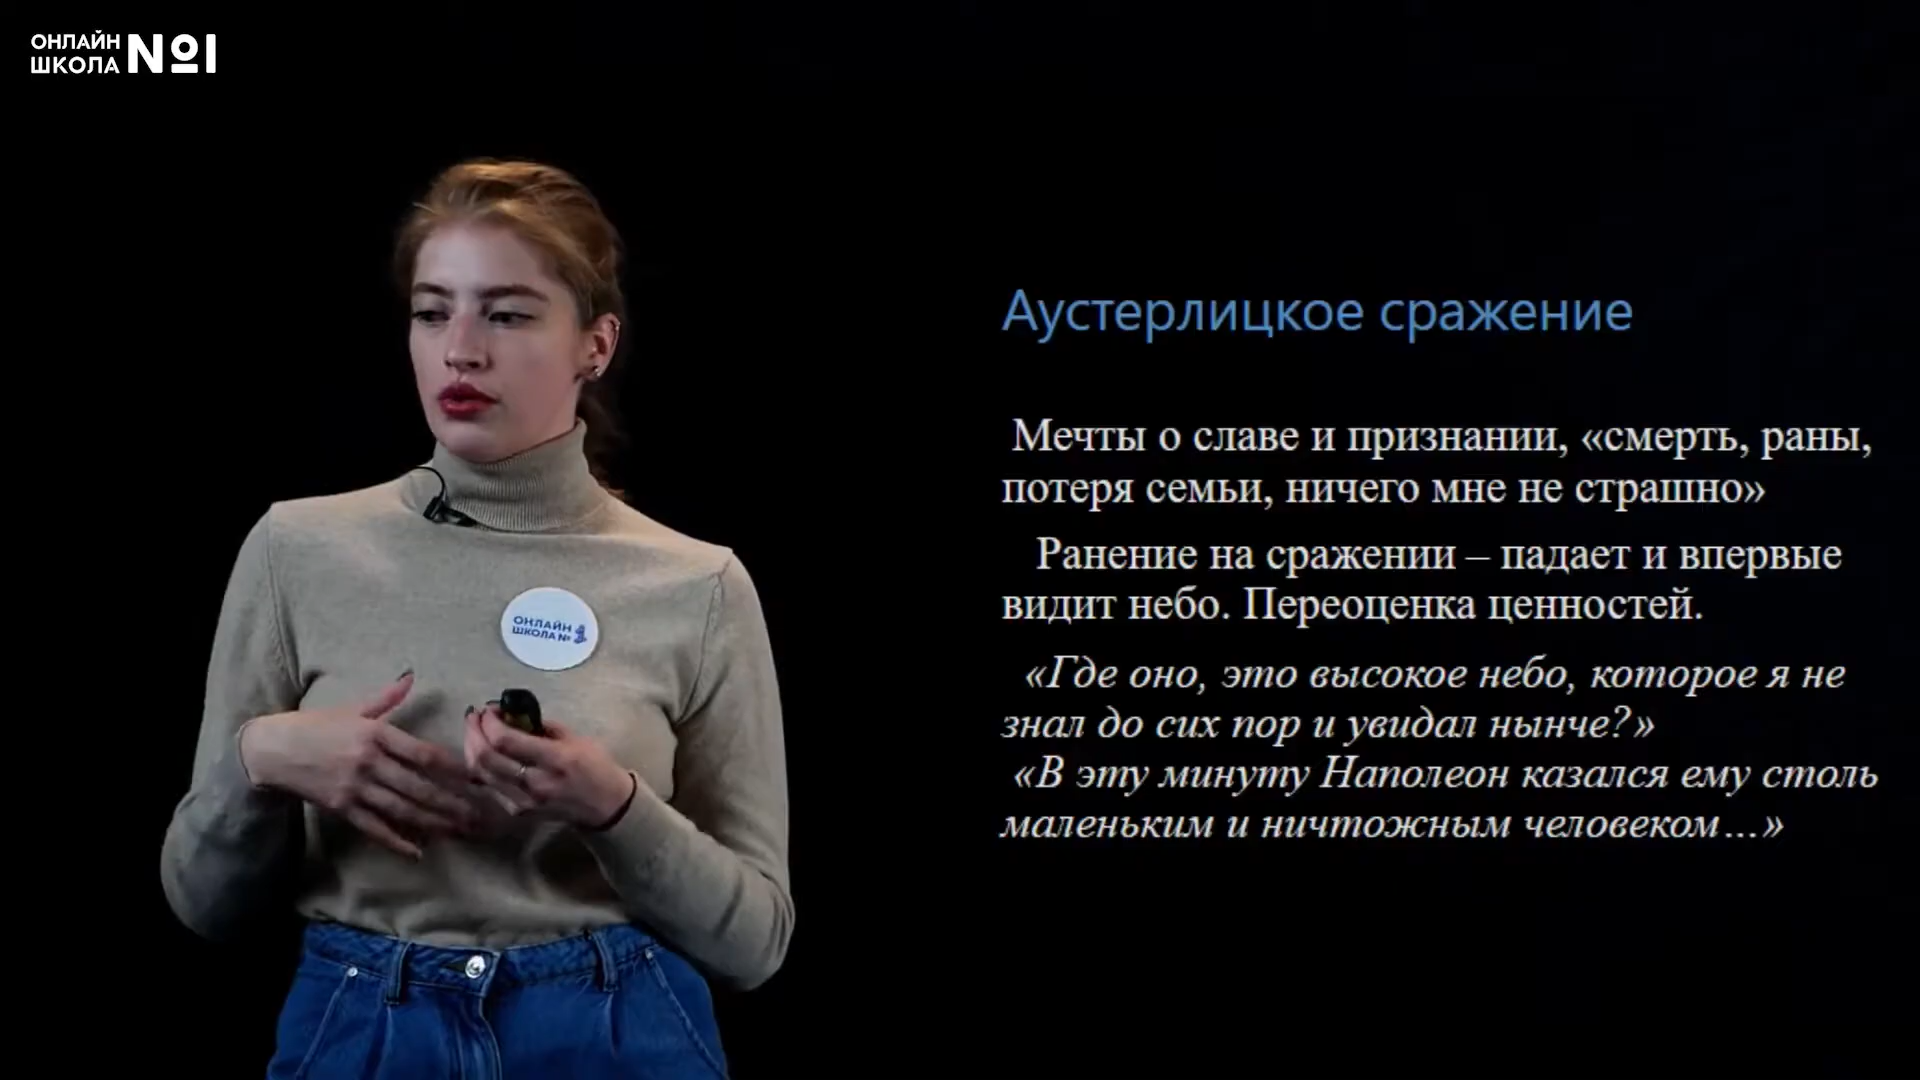 ОНЛАЙН
ШКОЛА №1
Аустерлицкое сражение
Мечты о славе и признании, «смерть, раны,
потеря семьи, ничего мне не страшно»
Ранение на сражении – падает и впервые
видит небо. Переоценка ценностей.
«Где оно, это высокое небо, которое я не
знал до сих пор и увидал нынче?»
«В эту минуту Наполеон казался ему столь
маленьким и ничтожным человеком…»
ОНЛАЙН
ШКОЛА № 1